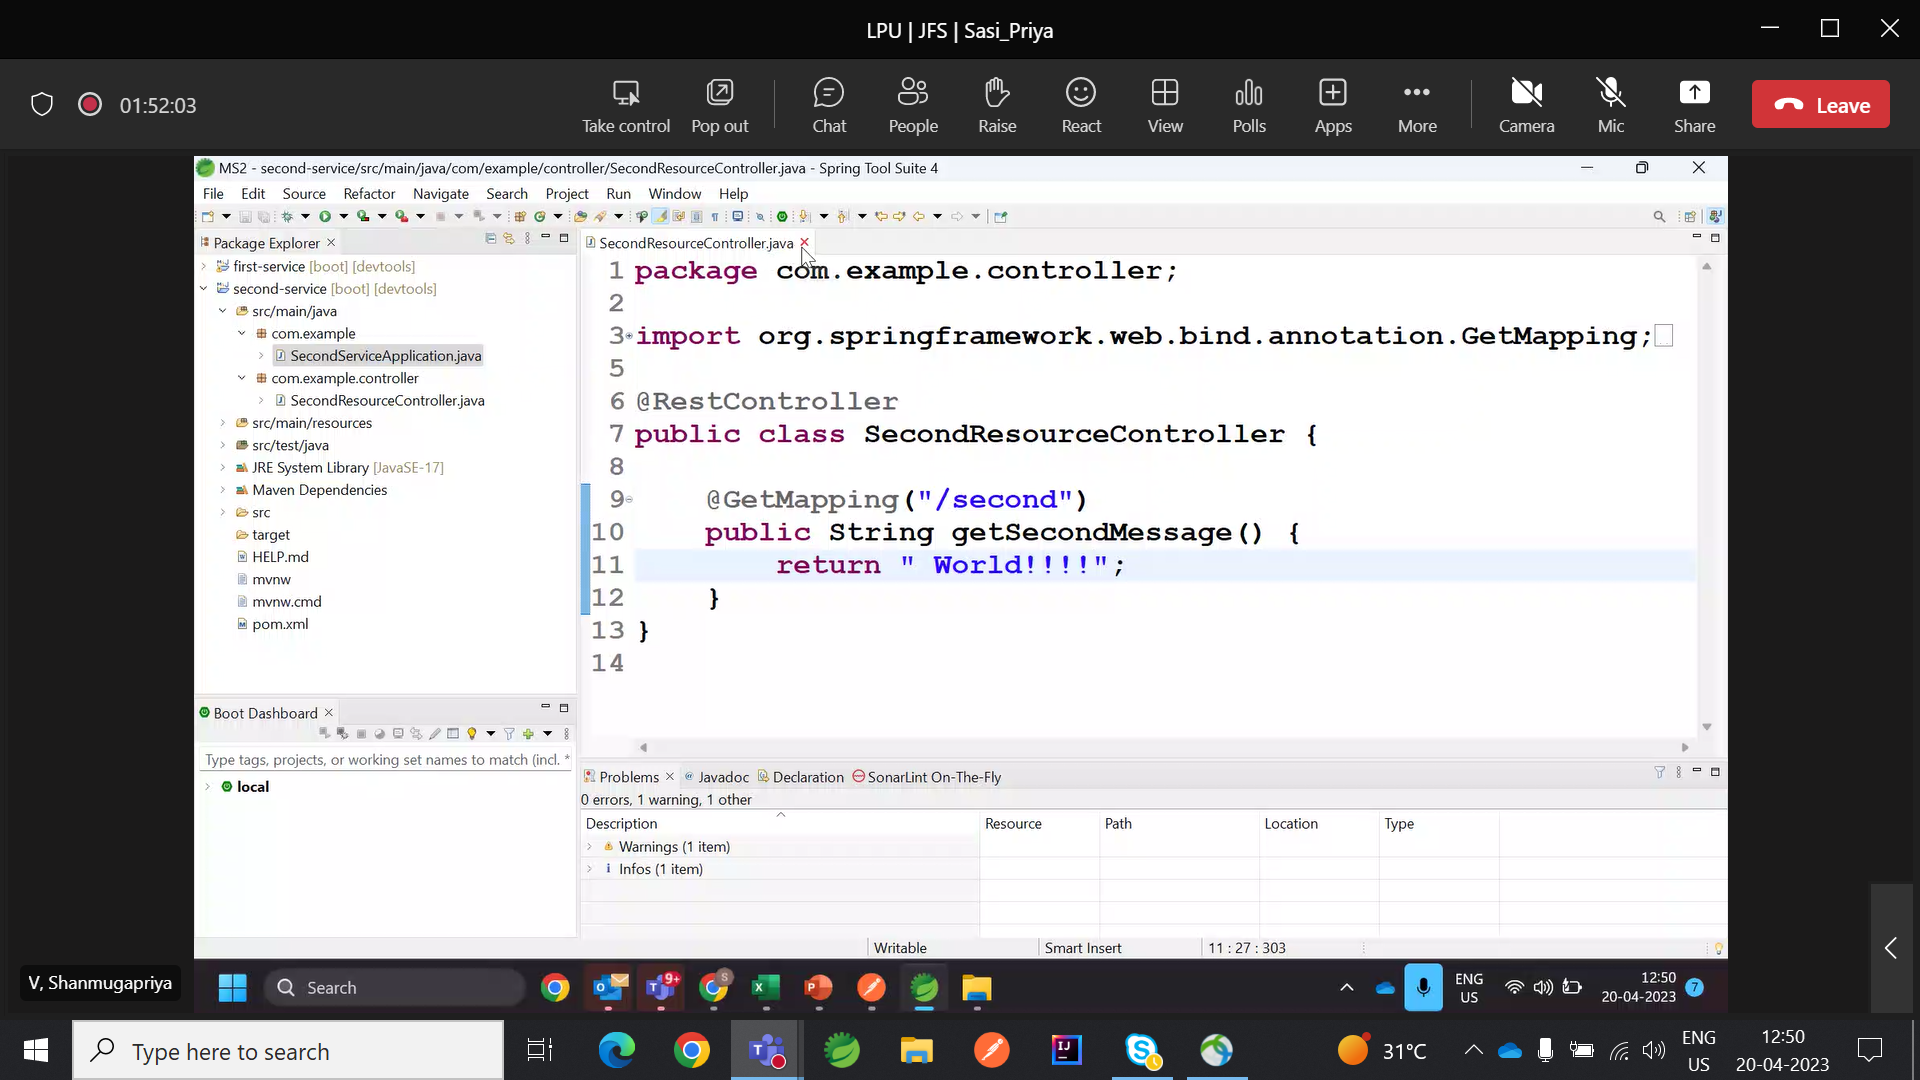 LPU | JFS | Sasi_Priya
01:52:03
Take control
Pop out
Chat
People
Raise
React
View
Polls
Apps
More
Camera
Mic
Share
Leave
MS2 - second-service/src/main/java/com/example/controller/SecondResourceController.java - Spring Tool Suite 4
File Edit Source Refactor Navigate Search Project Run Window Help
Package Explorer
first-service [boot] [devtools]
second-service [boot] [devtools]
src/main/java
com.example
SecondServiceApplication.java
com.example.controller
SecondResourceController.java
src/main/resources
src/test/java
JRE System Library [JavaSE-17]
Maven Dependencies
src
target
HELP.md
mvnw
mvnw.cmd
pom.xml
SecondResourceController.java
1 package com.example.controller;
2
3 import org.springframework.web.bind.annotation.GetMapping;
5
6 @RestController
7 public class SecondResourceController {
8
9 @GetMapping("/second")
10 public String getSecondMessage() {
11 return " World!!!!";
12 }
13 }
14
Boot Dashboard
Type tags, projects, or working set names to match (incl. *
local
Problems
Javadoc
Declaration
SonarLint On-The-Fly
0 errors, 1 warning, 1 other
Description Resource Path Location Type
Warnings (1 item)
Infos (1 item)
Writable Smart Insert 11 : 27 : 303
V, Shanmugapriya
Search
9+
S
ENG
US
12:50
20-04-2023
7
Type here to search
31°C
ENG
US
12:50
20-04-2023